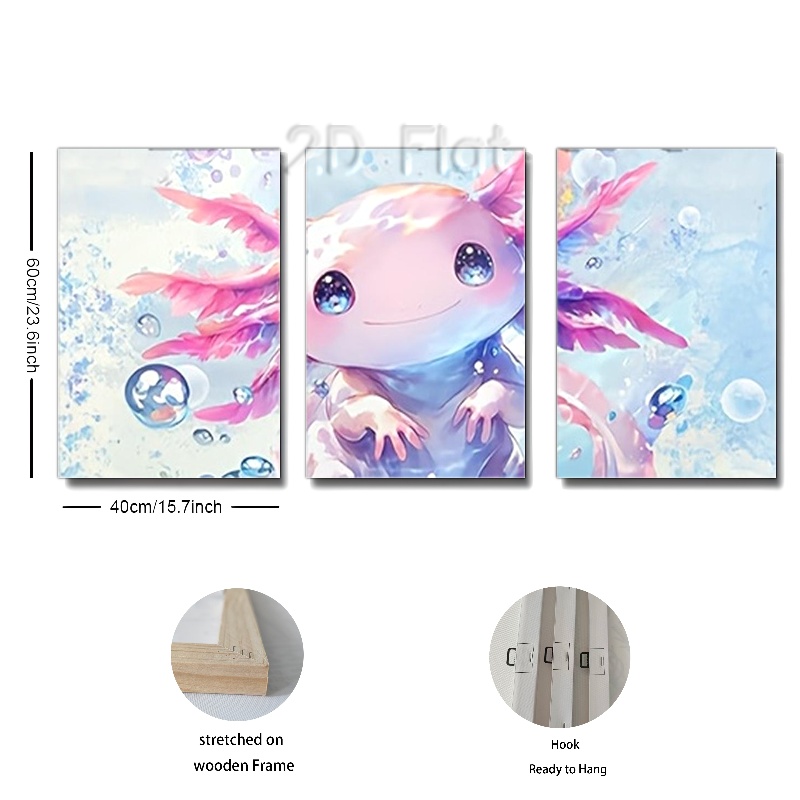 2D Flat
60cm/23.6inch
40cm/15.7inch
stretched on
wooden Frame
Hook
Ready to Hang